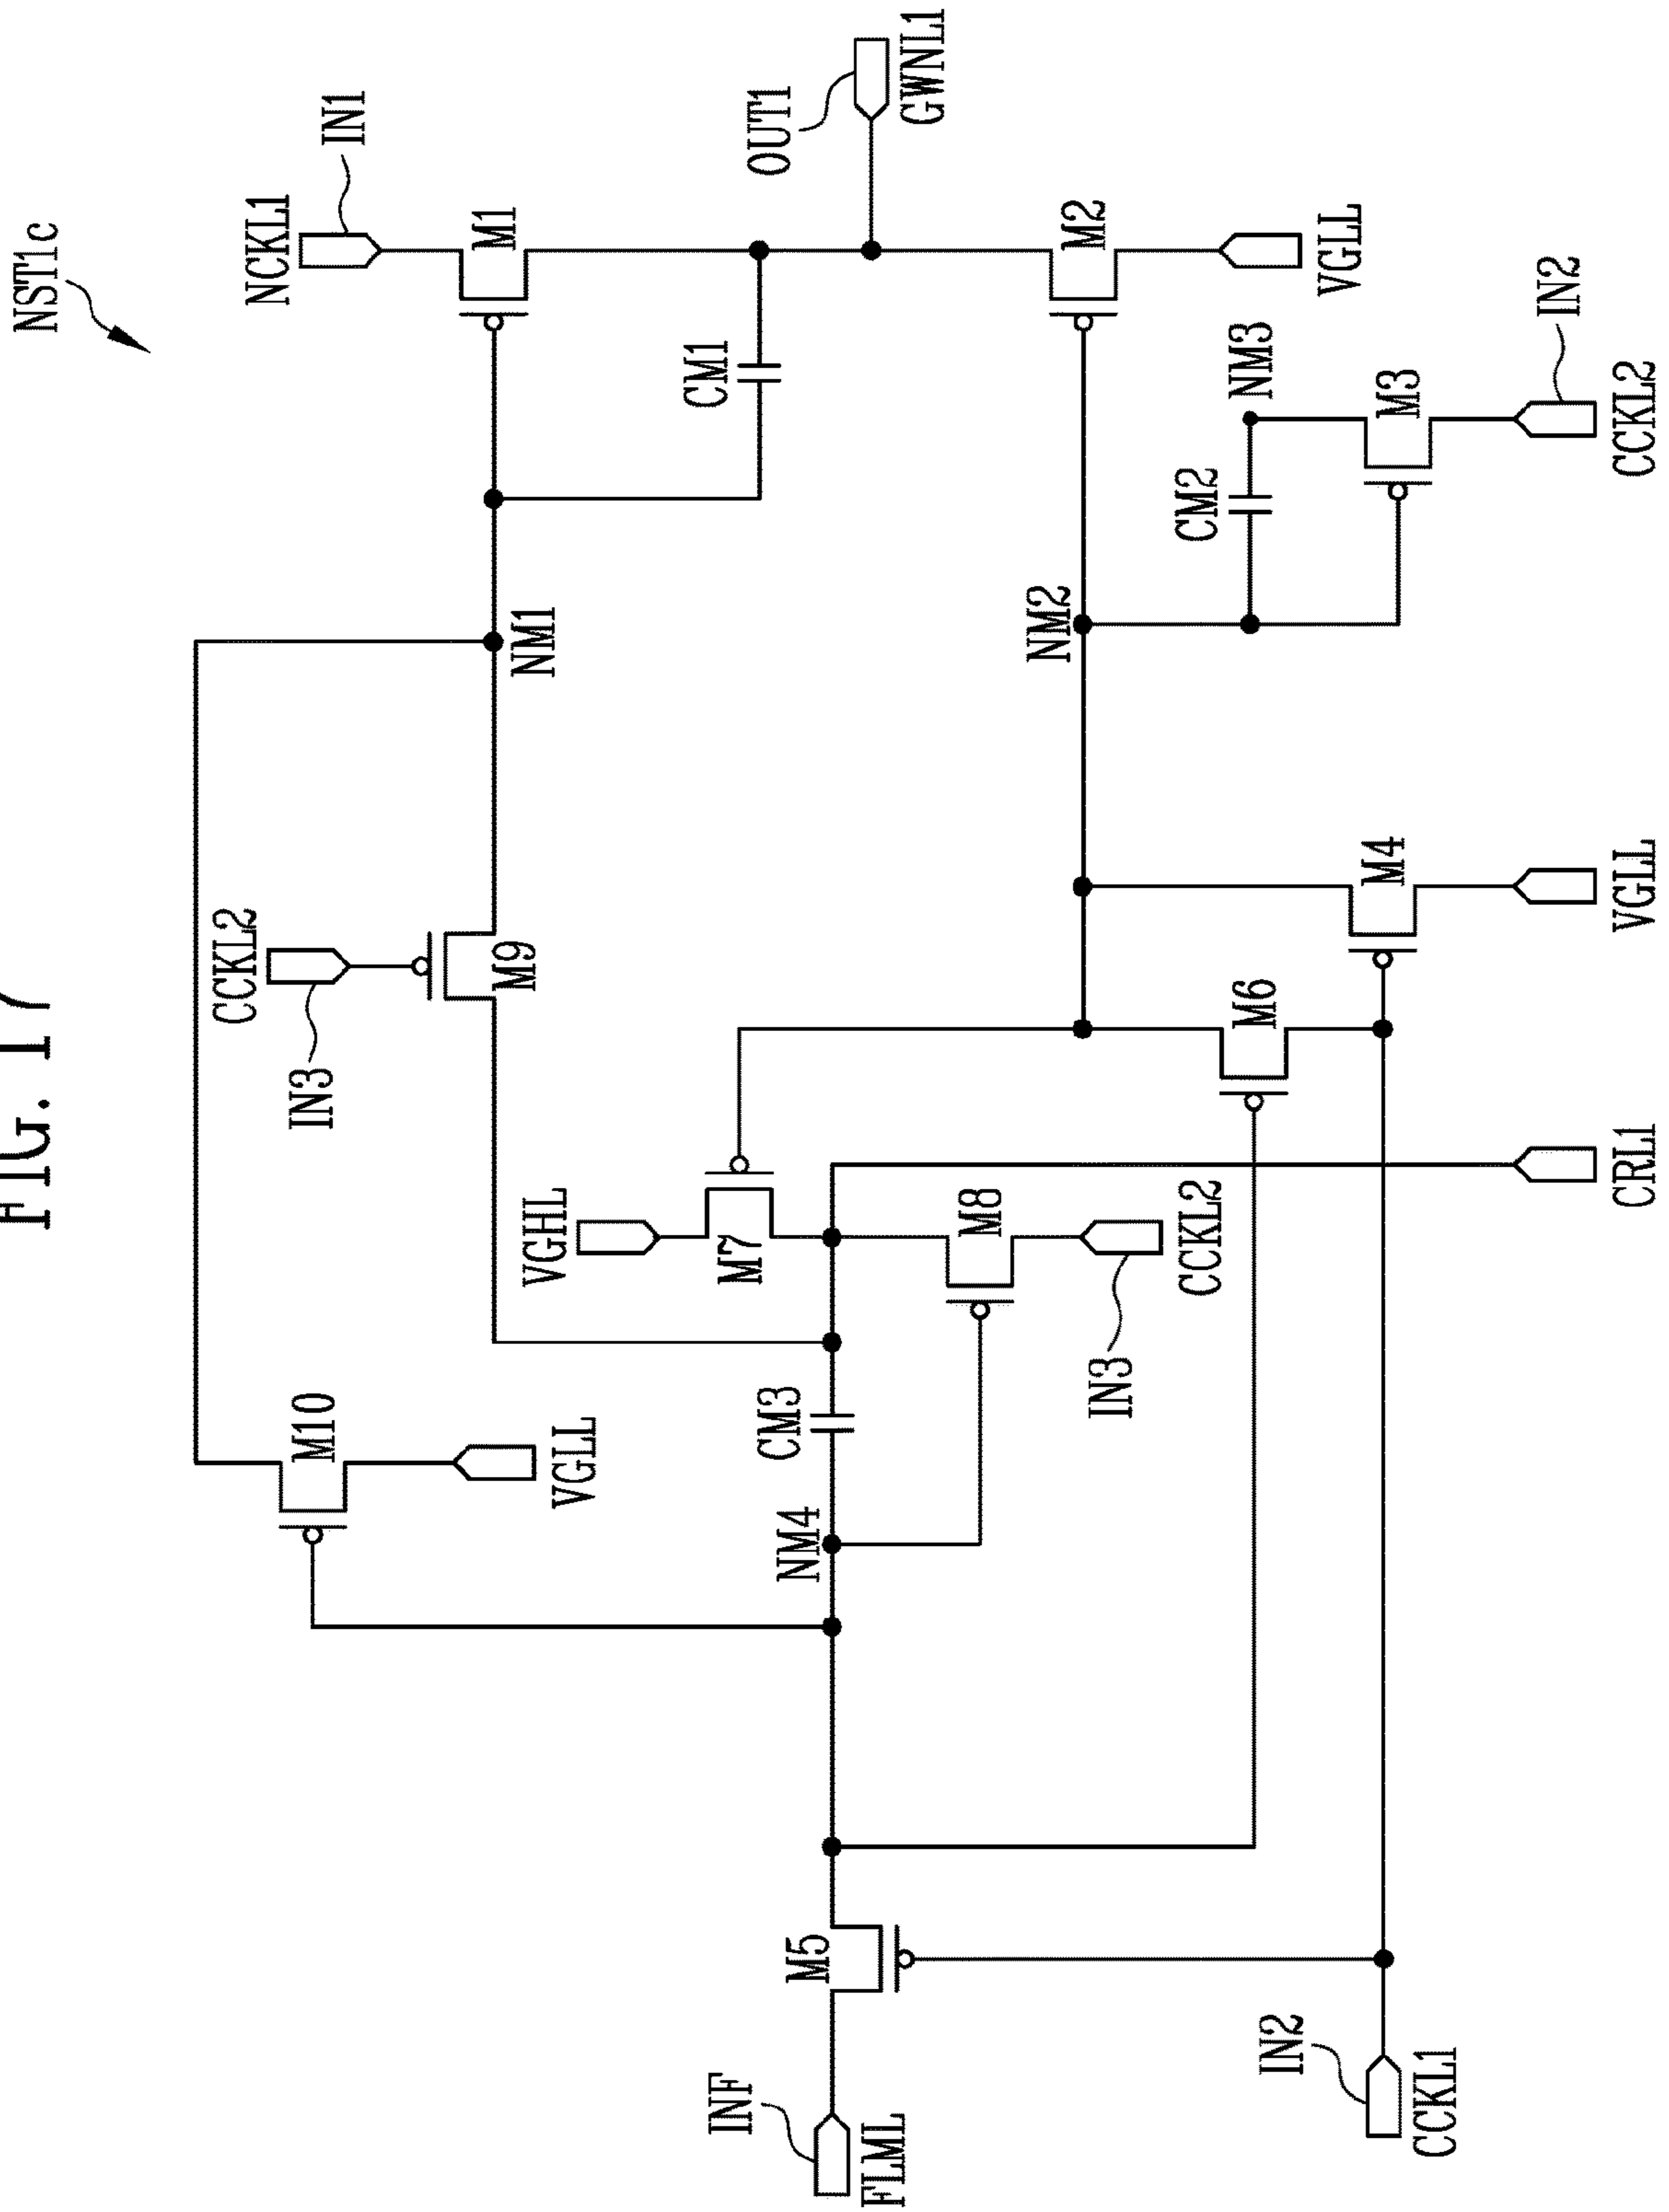 FIG. 17
NST1c
NCKL1
IN1
M1
OUT1
GWNL1
CM1
M2
VGLL
NM1
NM2
NM3
CM2
M3
IN2
CCKL2
CCKL2
IN3
M9
M4
VGLL
M6
VGHL
M7
M8
CCKL2
IN3
CRL1
M10
VGLL
CM3
NM4
M5
INF
FLML
IN2
CCKL1